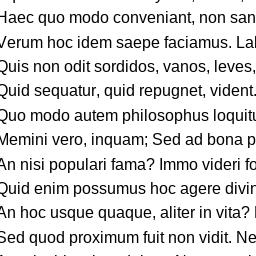 Haec quo modo conveniant, non san
Verum hoc idem saepe faciamus. Lal
Quis non odit sordidos, vanos, leves,
Quid sequatur, quid repugnet, vident.
Quo modo autem philosophus loquitu
Memini vero, inquam; Sed ad bona p
An nisi populari fama? Immo videri fo
Quid enim possumus hoc agere divin
An hoc usque quaque, aliter in vita?
Sed quod proximum fuit non vidit. Ne